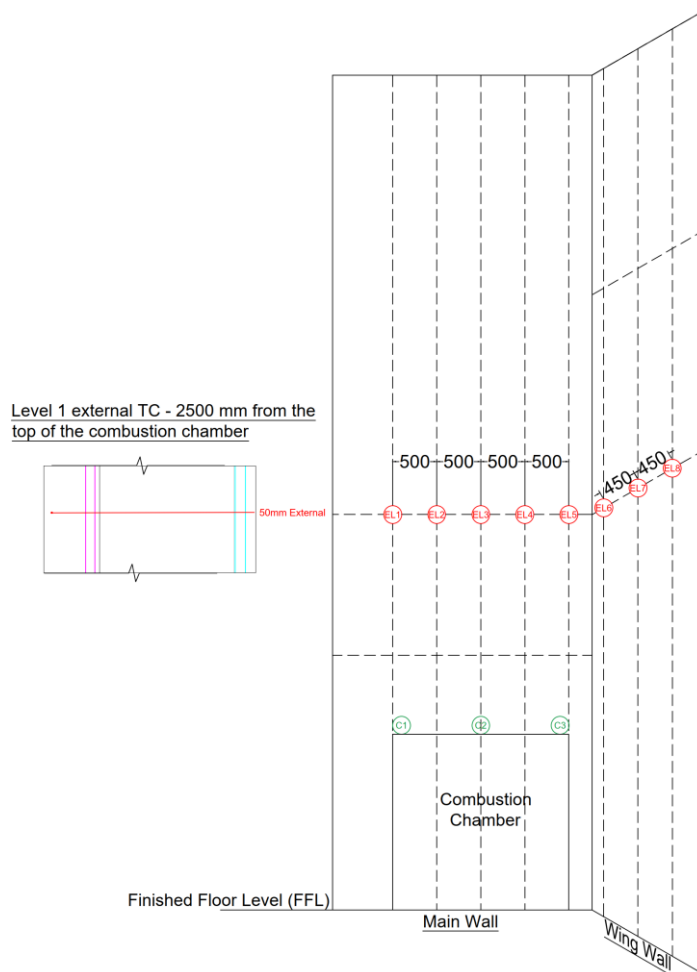 Level 1 external TC - 2500 mm from the
top of the combustion chamber
50mm External
500 500 500 500
450 450
EL1 EL2 EL3 EL4 EL5 EL6 EL7 EL8
C1 C2 C3
Combustion
Chamber
Finished Floor Level (FFL)
Main Wall
Wing Wall